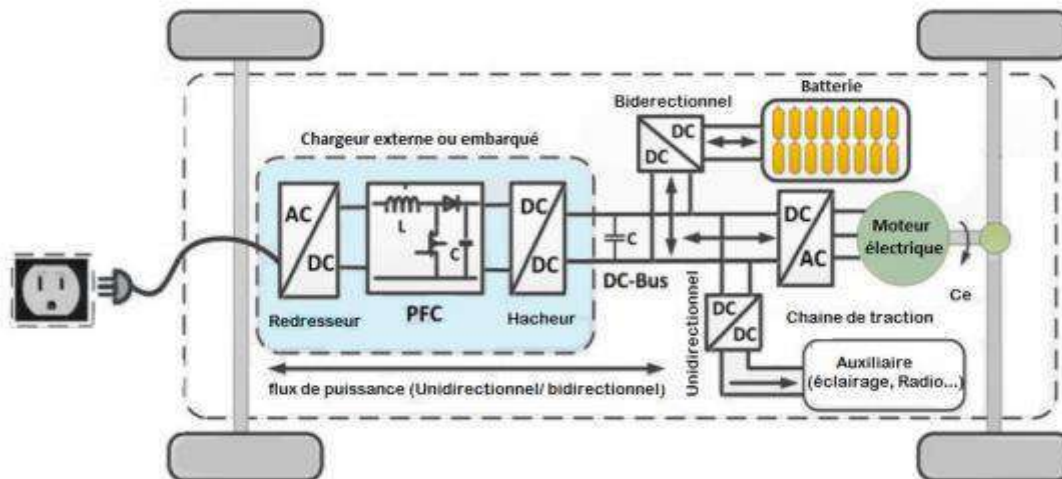 Batterie
Biderectionnel
DC
DC
Chargeur externe ou embarqué
AC
DC
L
C
DC
DC
C
DC
AC
Moteur
électrique
PFC
DC-Bus
Redresseur
Hacheur
Unidirectionnel
DC
DC
Ce
Chaine de traction
flux de puissance (Unidirectionnel/ bidirectionnel)
Auxiliaire
(éclairage, Radio...)